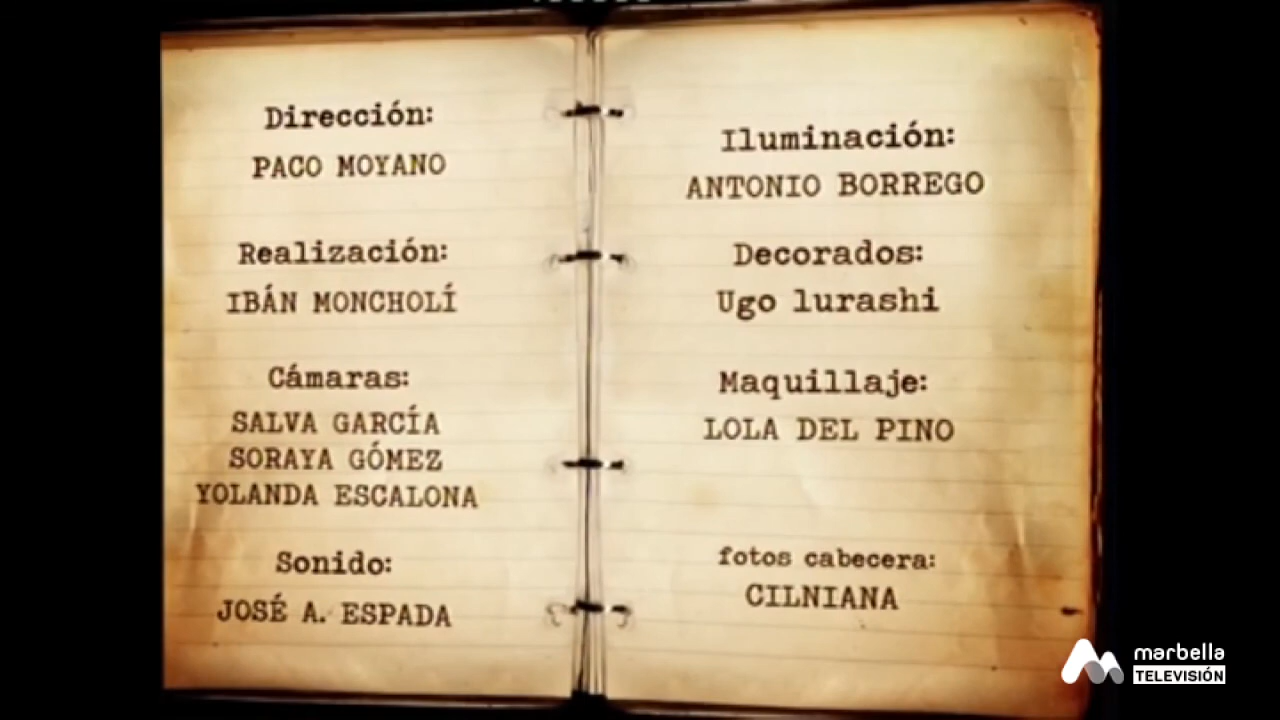 Dirección:
PACO MOYANO
Realización:
IBÁN MONCHOLÍ
Cámaras:
SALVA GARCÍA
SORAYA GÓMEZ
YOLANDA ESCALONA
Sonido:
JOSÉ A. ESPADA
Iluminación:
ANTONIO BORREGO
Decorados:
Ugo lurashi
Maquillaje:
LOLA DEL PINO
fotos cabecera:
CILNIANA
marbella
TELEVISIÓN